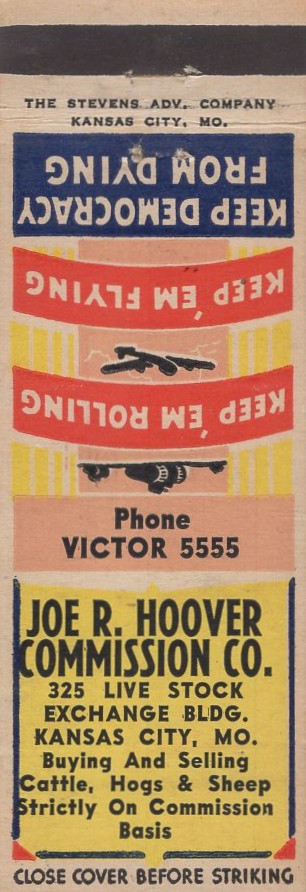 THE STEVENS ADV. COMPANY
KANSAS CITY, MO.
KEEP DEMOCRACY
FROM DYING
KEEP 'EM FLYING
KEEP 'EM ROLLING
Phone
VICTOR 5555
JOE R. HOOVER
COMMISSION CO.
325 LIVE STOCK
EXCHANGE BLDG.
KANSAS CITY, MO.
Buying And Selling
Cattle, Hogs & Sheep
Strictly On Commission
Basis
CLOSE COVER BEFORE STRIKING